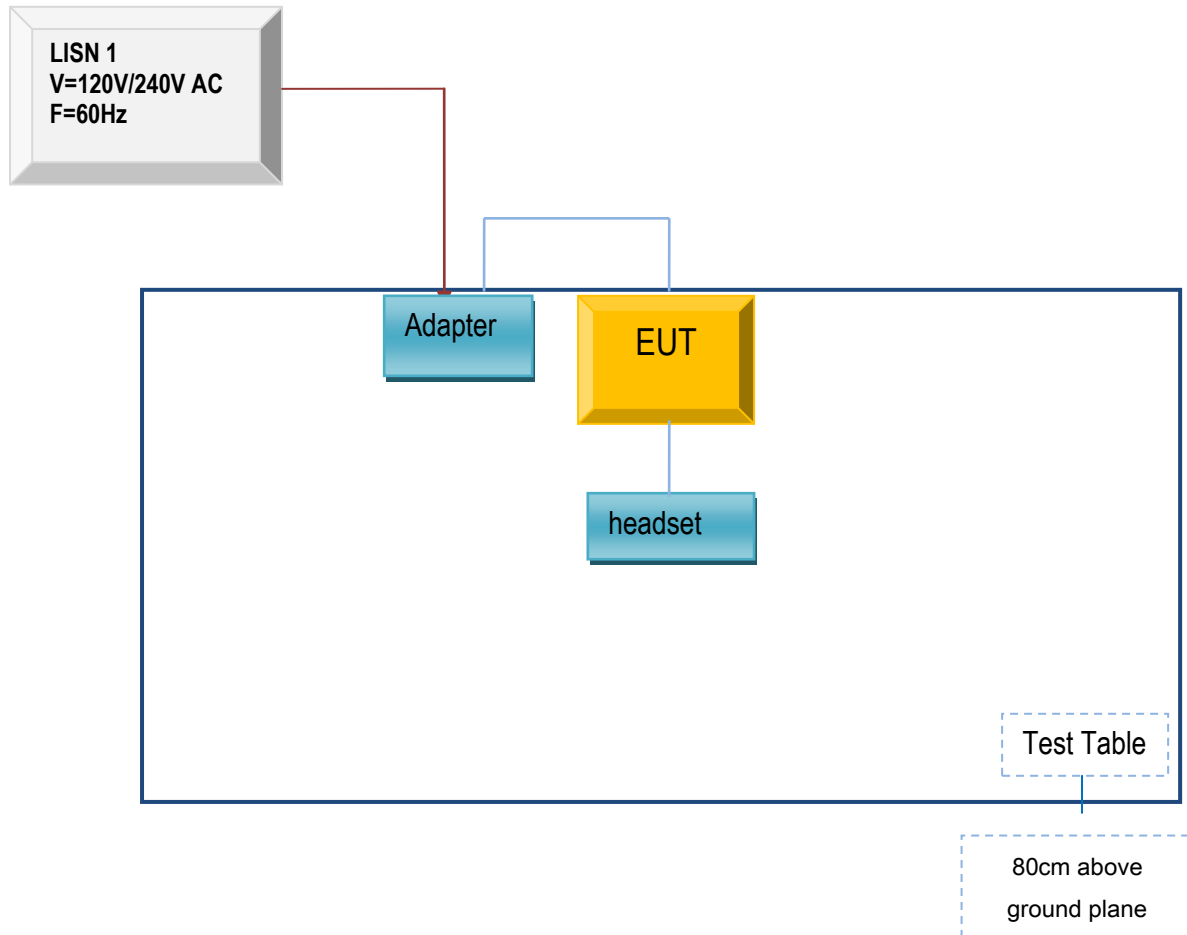 LISN 1
V=120V/240V AC
F=60Hz
Adapter
EUT
headset
Test Table
80cm above
ground plane